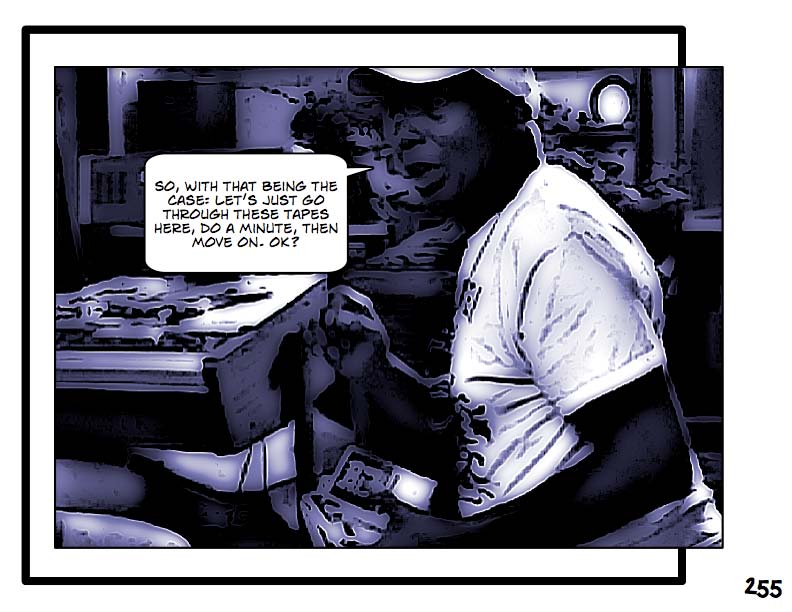 SO, WITH THAT BEING THE
CASE: LET'S JUST GO
THROUGH THESE TAPES
HERE, DO A MINUTE, THEN
MOVE ON. OK?
255